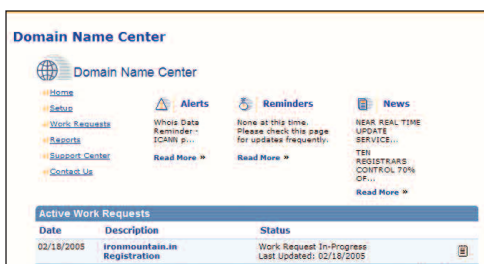 Domain Name Center
Domain Name Center
Home
Setup
Work Requests
Reports
Support Center
Contact Us
Alerts
Whois Data
Reminder -
ICANN p...
Read More »
Reminders
None at this time.
Please check this page
for updates frequently.
Read More »
News
NEAR REAL TIME
UPDATE
SERVICE...
TEN
REGISTRARS
CONTROL 70%
OF...
Read More »
Active Work Requests
Date Description Status
02/18/2005 ironmountain.in Work Request In-Progress
Registration Last Updated: 02/18/2005